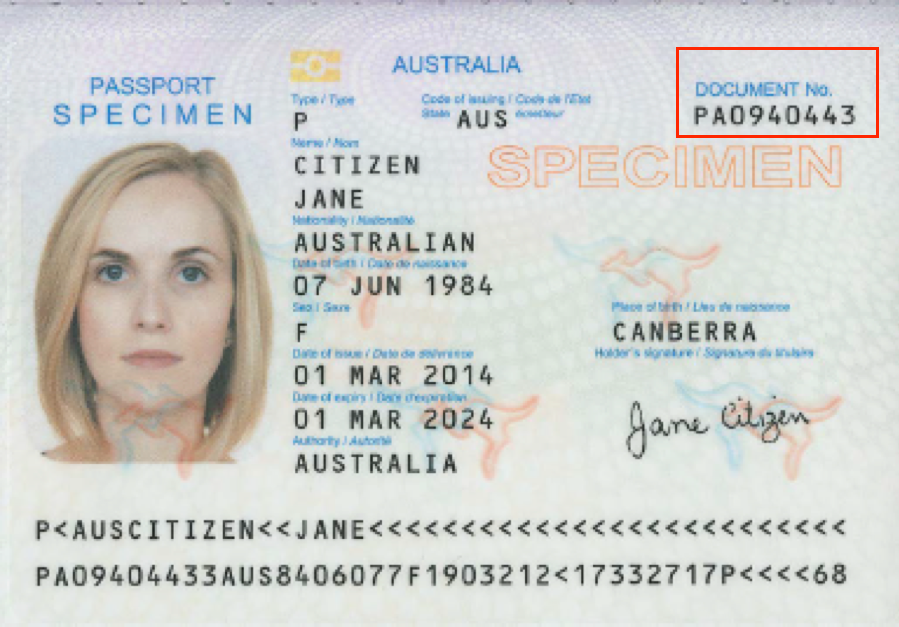 PASSPORT
SPECIMEN
AUSTRALIA
DOCUMENT No.
PA0940443
Type / Type
P
Code of issuing / Code de l'Etat
State émetteur
AUS
SPECIMEN
Name / Nom
CITIZEN
JANE
Nationality / Nationalité
AUSTRALIAN
Date of birth / Date de naissance
07 JUN 1984
Sex / Sexe
F
Place of birth / Lieu de naissance
CANBERRA
Date of issue / Date de délivrance
01 MAR 2014
Holder's signature / Signature du titulaire
Date of expiry / Date d'expiration
01 MAR 2024
Jane Citizen
Authority / Autorité
AUSTRALIA
P<AUSCITIZEN<<JANE<<<<<<<<<<<<<<<<<<<<<<<<<<
PA09404433AUS8406077F1903212<17332717P<<<<68